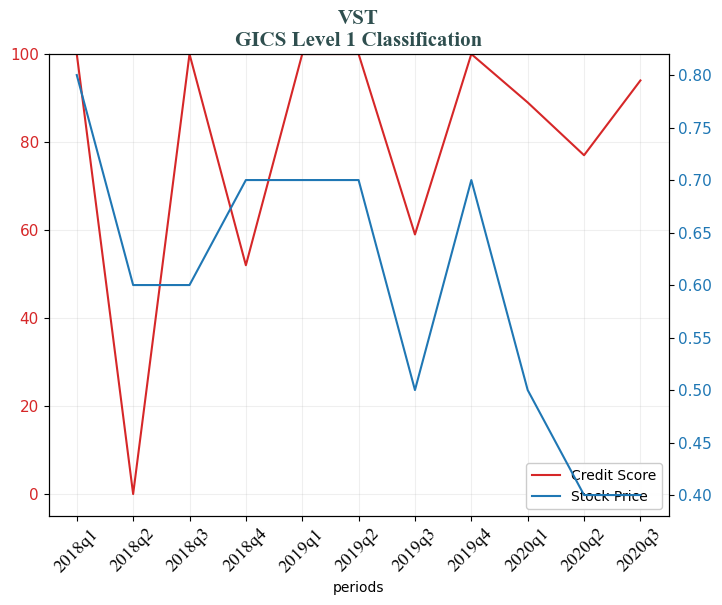 VST
GICS Level 1 Classification
100
80
60
40
20
0
0.80
0.75
0.70
0.65
0.60
0.55
0.50
0.45
0.40
Credit Score
Stock Price
2018q1
2018q2
2018q3
2018q4
2019q1
2019q2
2019q3
2019q4
2020q1
2020q2
2020q3
periods